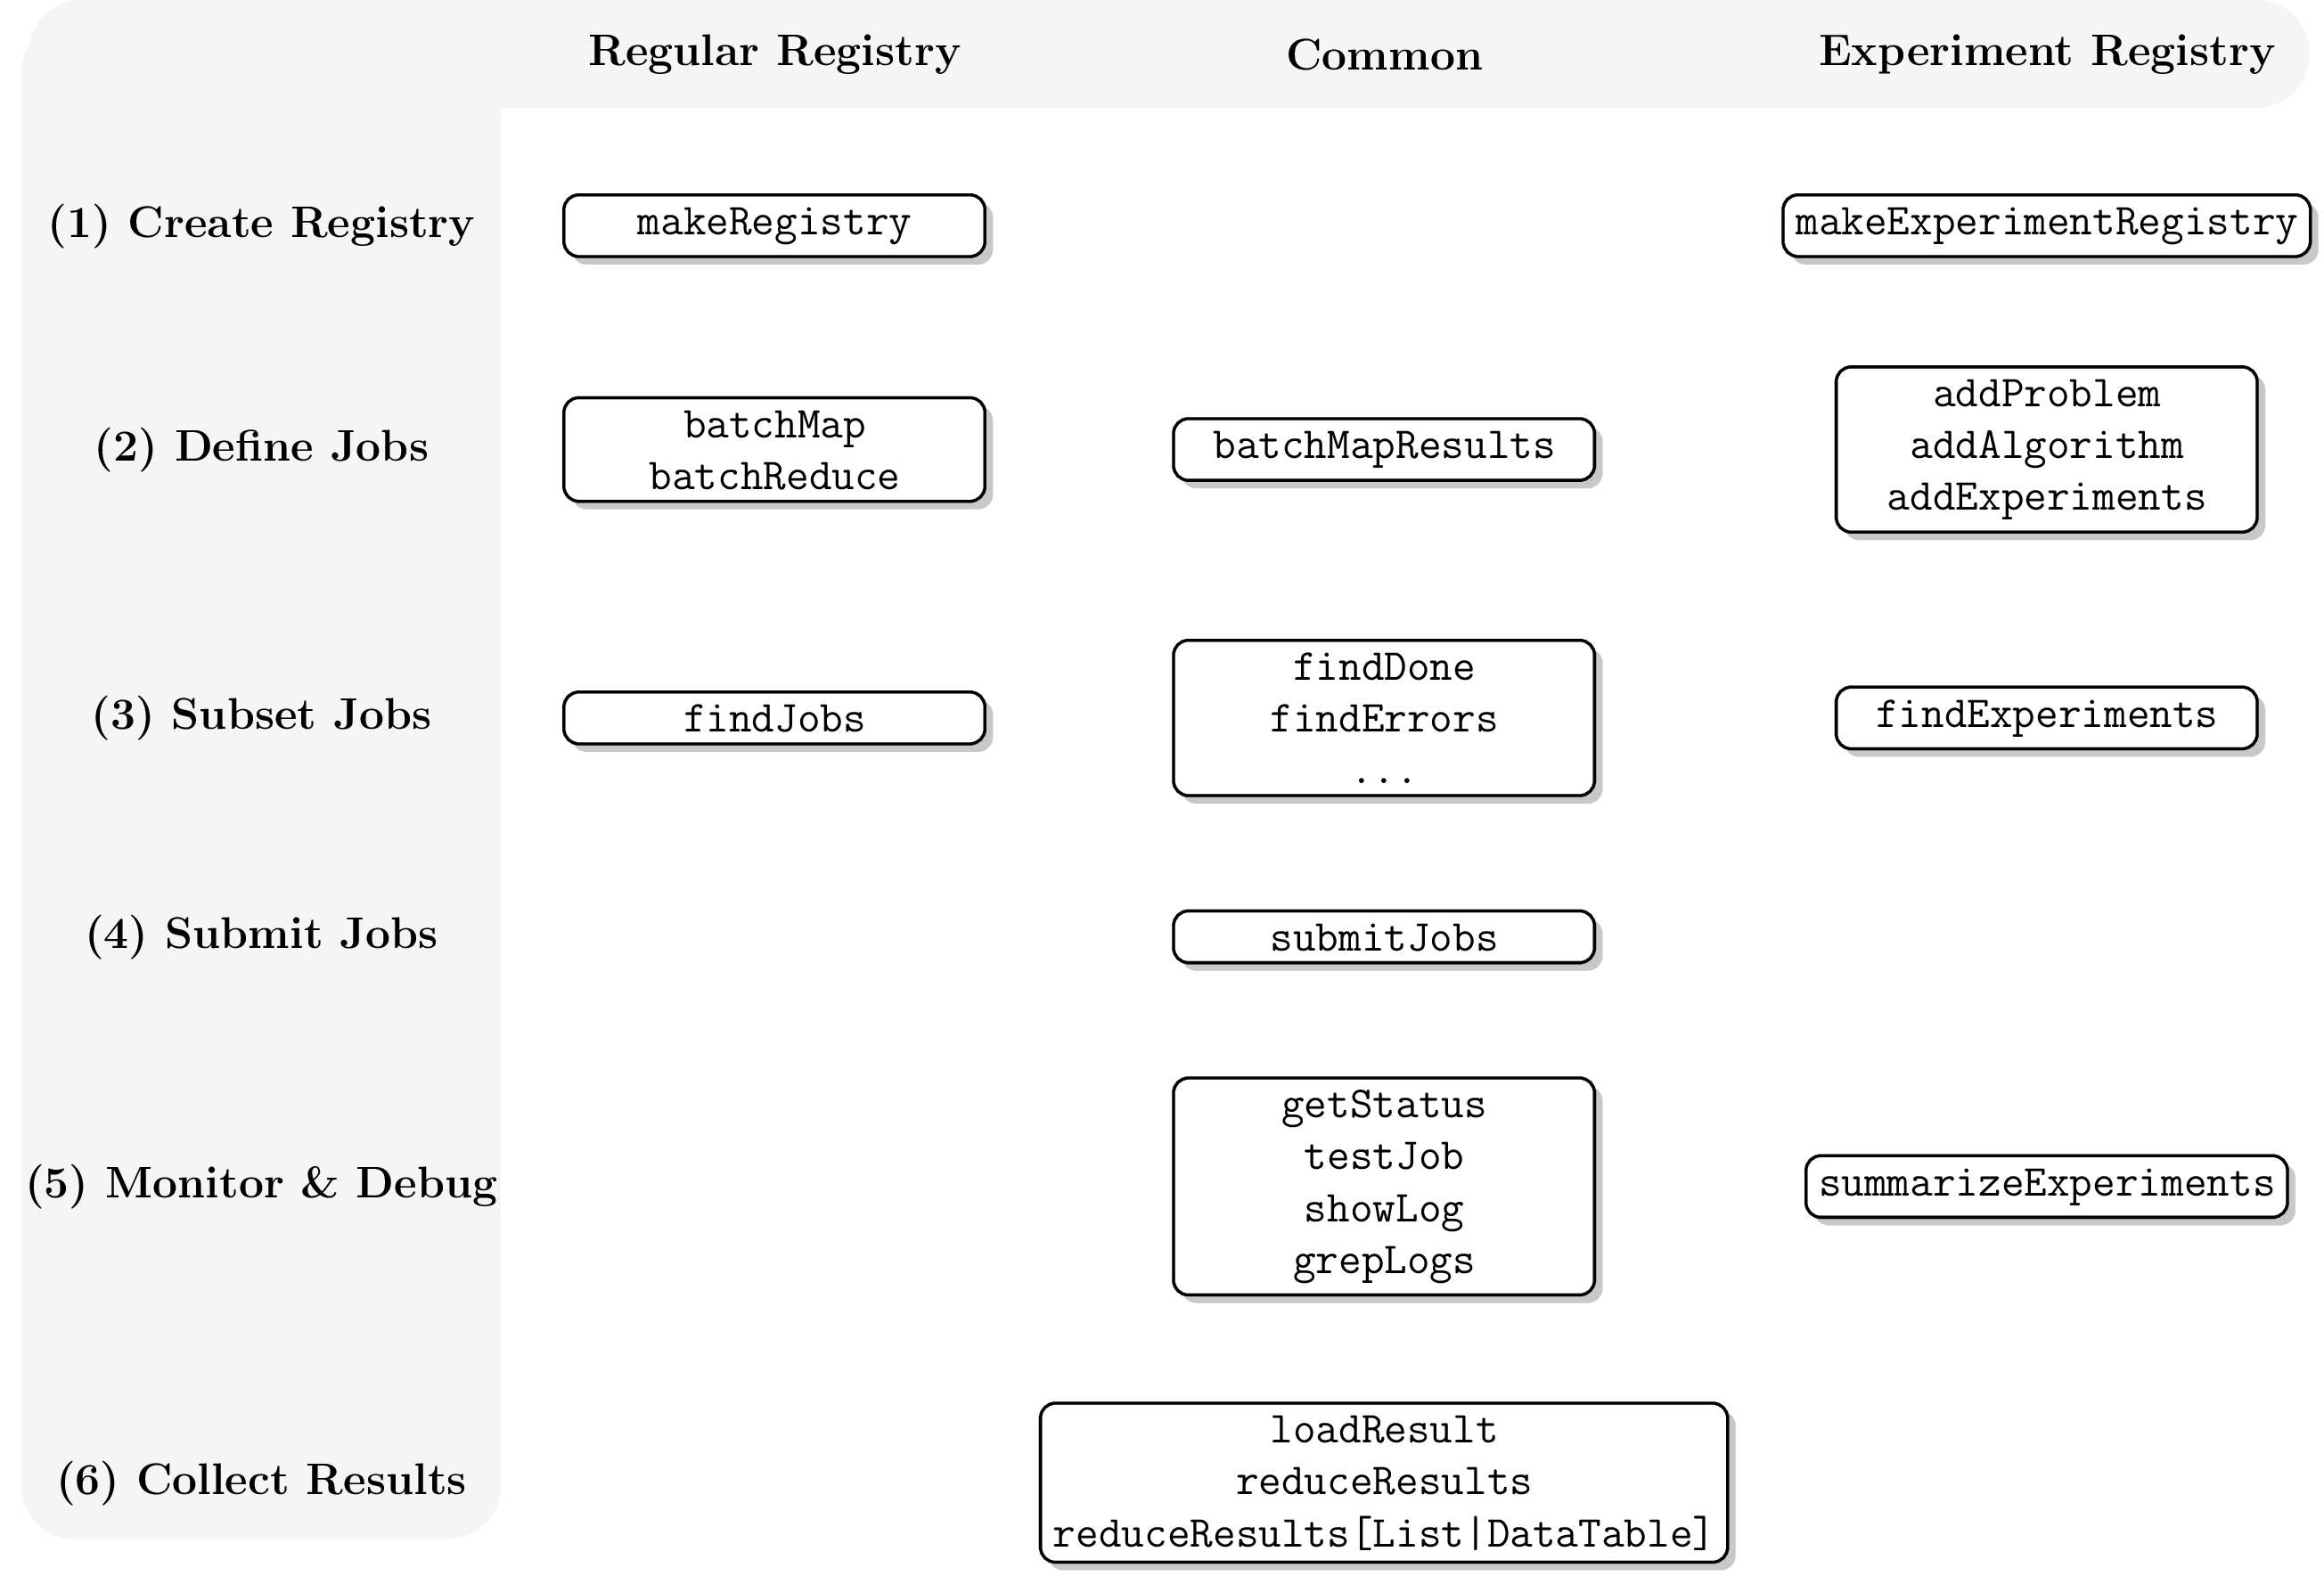 Regular Registry
Common
Experiment Registry
(1) Create Registry
makeRegistry
makeExperimentRegistry
(2) Define Jobs
batchMap
batchReduce
batchMapResults
addProblem
addAlgorithm
addExperiments
(3) Subset Jobs
findJobs
findDone
findErrors
...
findExperiments
(4) Submit Jobs
submitJobs
(5) Monitor & Debug
getStatus
testJob
showLog
grepLogs
summarizeExperiments
(6) Collect Results
loadResult
reduceResults
reduceResults[List|DataTable]